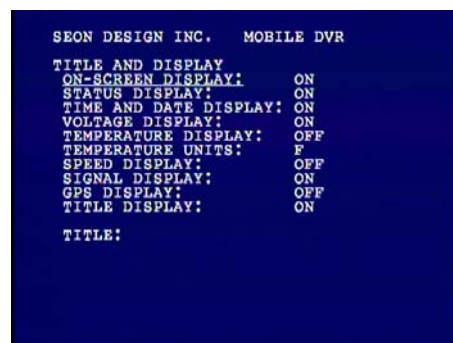 SEON DESIGN INC. MOBILE DVR
TITLE AND DISPLAY
ON-SCREEN DISPLAY: ON
STATUS DISPLAY: ON
TIME AND DATE DISPLAY: ON
VOLTAGE DISPLAY: ON
TEMPERATURE DISPLAY: OFF
TEMPERATURE UNITS: F
SPEED DISPLAY: OFF
SIGNAL DISPLAY: ON
GPS DISPLAY: OFF
TITLE DISPLAY: ON
TITLE: